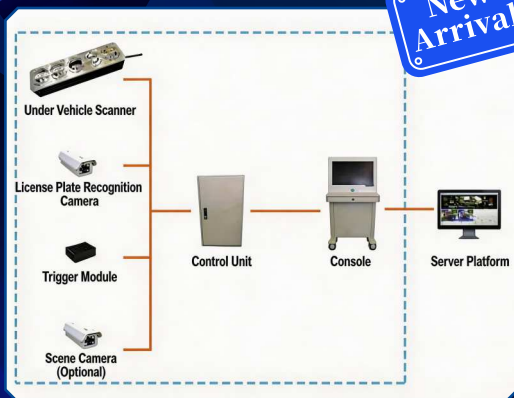 New
Arrival
Under Vehicle Scanner
License Plate Recognition
Camera
Trigger Module
Scene Camera
(Optional)
Control Unit
Console
Server Platform